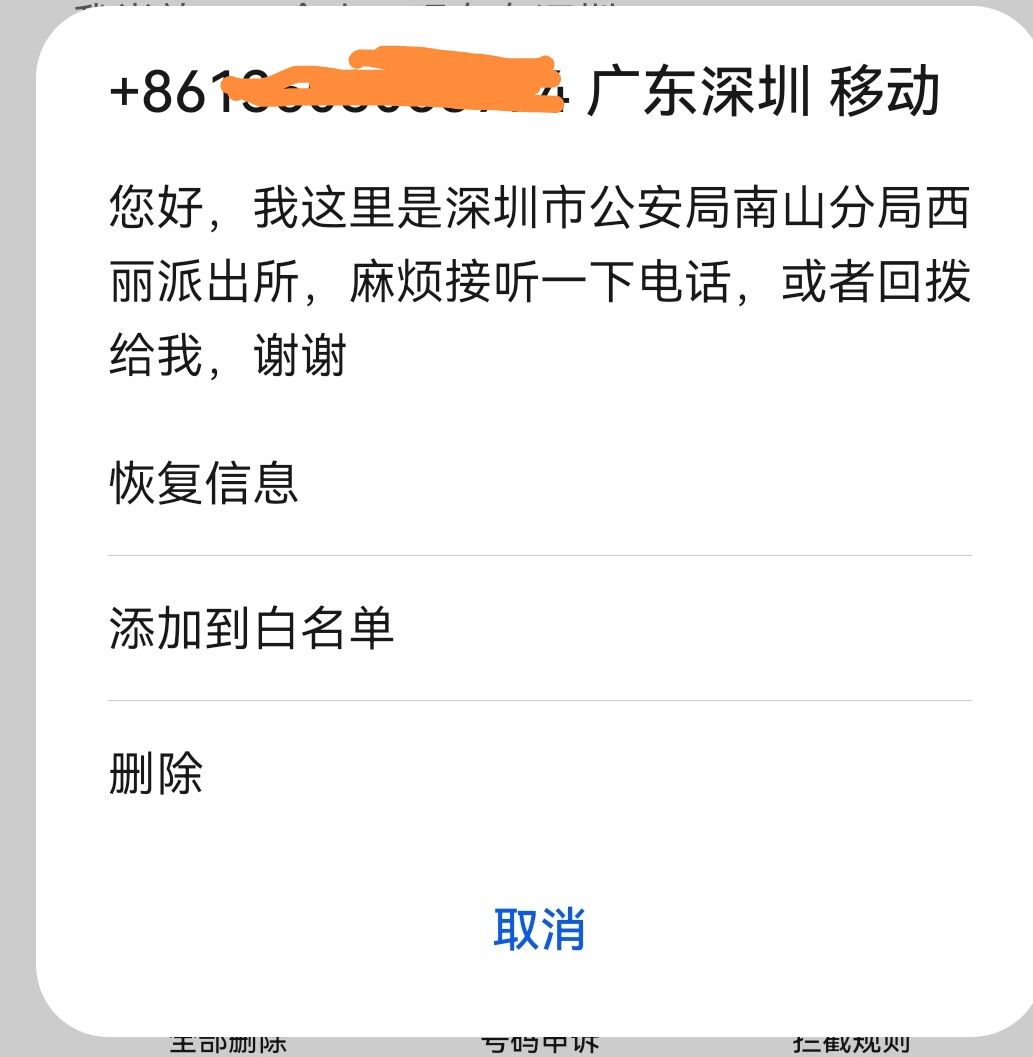 +861 广东深圳 移动
您好，我这里是深圳市公安局南山分局西
丽派出所，麻烦接听一下电话，或者回拨
给我，谢谢
恢复信息
添加到白名单
删除
取消
全部删除 号码申诉 拦截规则